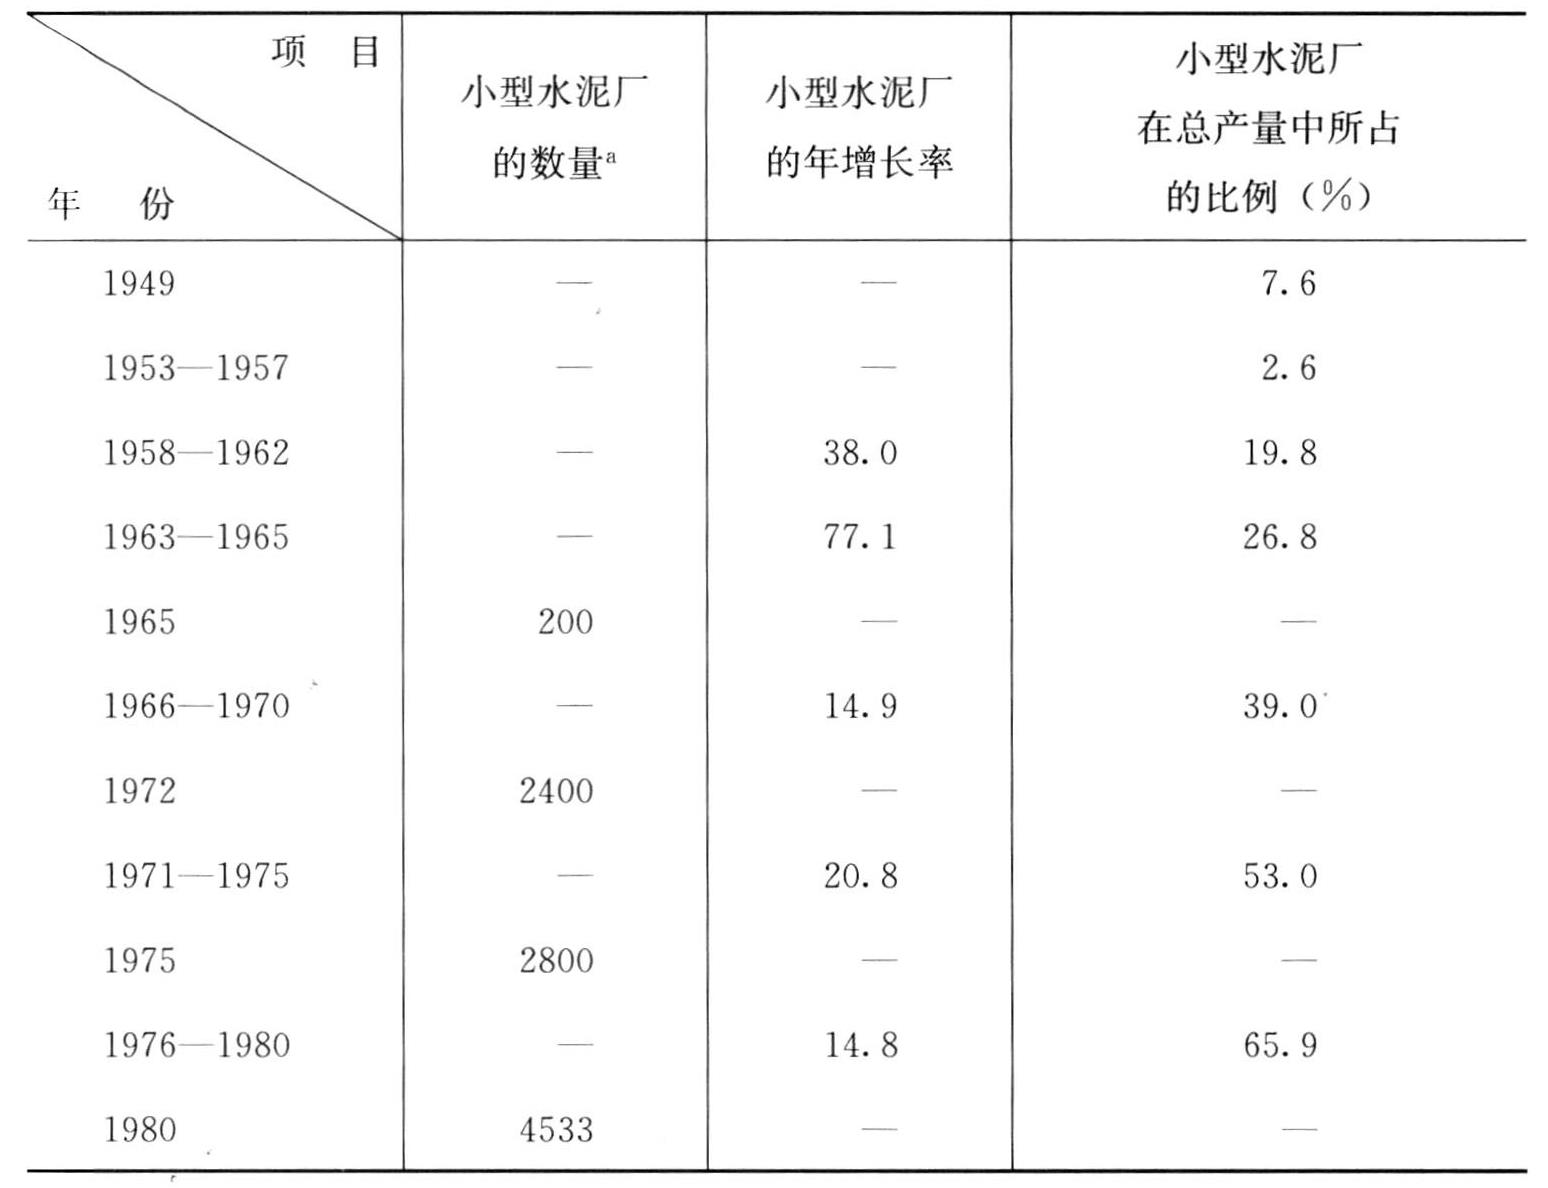 项 目
年 份
小型水泥厂
的数量a
小型水泥厂
的年增长率
小型水泥厂
在总产量中所占
的比例（%）
1949 — — 7.6
1953—1957 — — 2.6
1958—1962 — 38.0 19.8
1963—1965 — 77.1 26.8
1965 200 — —
1966—1970 — 14.9 39.0
1972 2400 — —
1971—1975 — 20.8 53.0
1975 2800 — —
1976—1980 — 14.8 65.9
1980 4533 — —